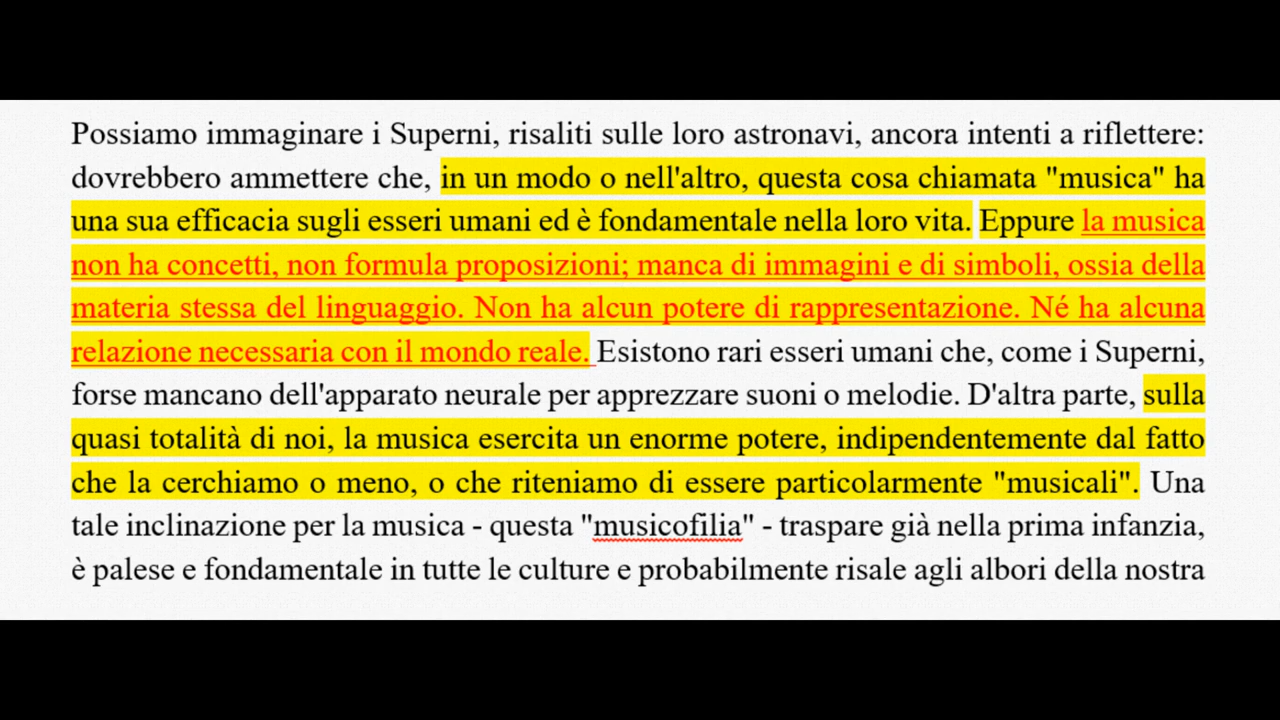 Possiamo immaginare i Superni, risaliti sulle loro astronavi, ancora intenti a riflettere:
dovrebbero ammettere che, in un modo o nell'altro, questa cosa chiamata "musica" ha
una sua efficacia sugli esseri umani ed è fondamentale nella loro vita. Eppure la musica
non ha concetti, non formula proposizioni; manca di immagini e di simboli, ossia della
materia stessa del linguaggio. Non ha alcun potere di rappresentazione. Né ha alcuna
relazione necessaria con il mondo reale. Esistono rari esseri umani che, come i Superni,
forse mancano dell'apparato neurale per apprezzare suoni o melodie. D'altra parte, sulla
quasi totalità di noi, la musica esercita un enorme potere, indipendentemente dal fatto
che la cerchiamo o meno, o che riteniamo di essere particolarmente "musicali". Una
tale inclinazione per la musica - questa "musicofilia" - traspare già nella prima infanzia,
è palese e fondamentale in tutte le culture e probabilmente risale agli albori della nostra